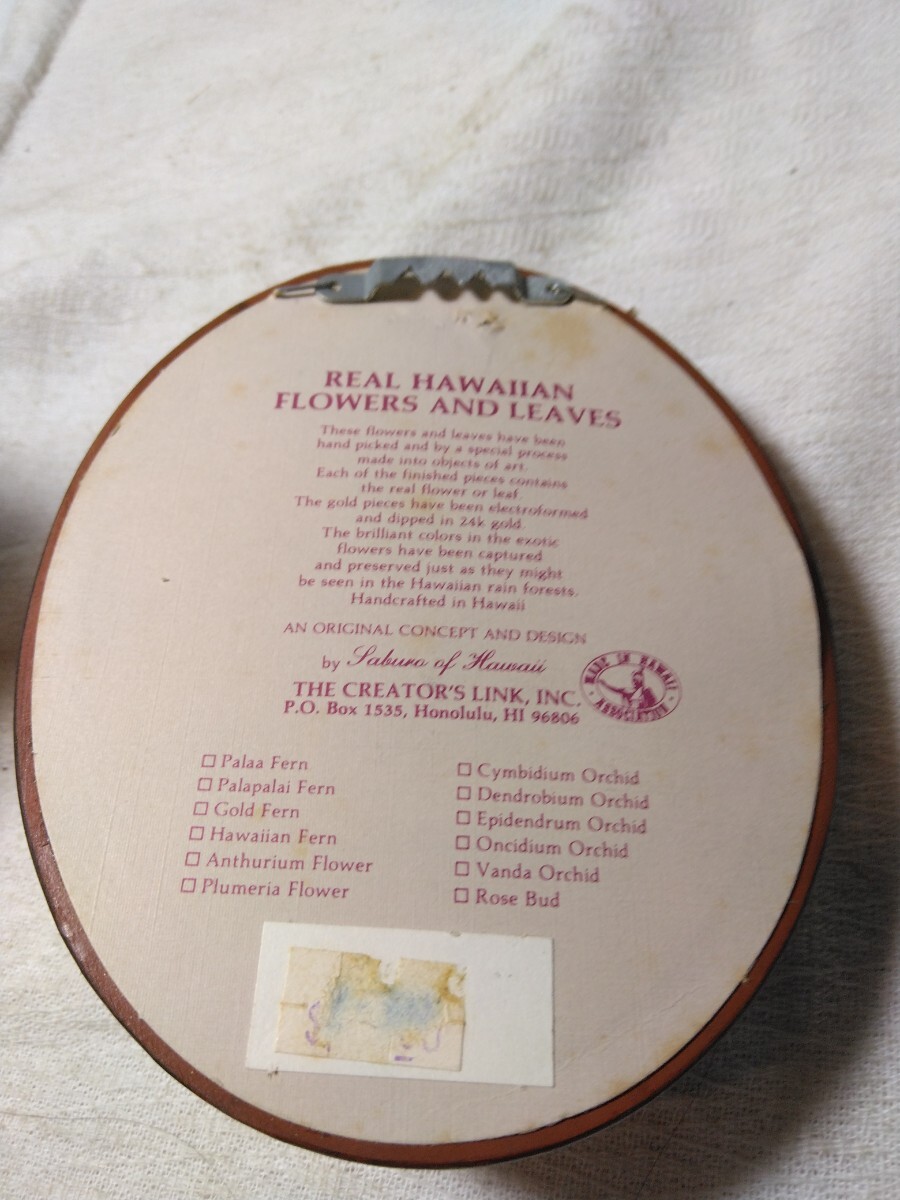 REAL HAWAIIAN
FLOWERS AND LEAVES
These flowers and leaves have been
hand picked and by a special process
made into objects of art.
Each of the finished pieces contains
the real flower or leaf.
The gold pieces have been electroformed
and dipped in 24k gold.
The brilliant colors in the exotic
flowers have been captured
and preserved just as they might
be seen in the Hawaiian rain forests.
Handcrafted in Hawaii
AN ORIGINAL CONCEPT AND DESIGN
by Saburo of Hawaii
THE CREATOR'S LINK, INC.
P.O. Box 1535, Honolulu, HI 96806
MADE IN HAWAII
ASSOCIATION
Palaa Fern
Palapalai Fern
Gold Fern
Hawaiian Fern
Anthurium Flower
Plumeria Flower
Cymbidium Orchid
Dendrobium Orchid
Epidendrum Orchid
Oncidium Orchid
Vanda Orchid
Rose Bud